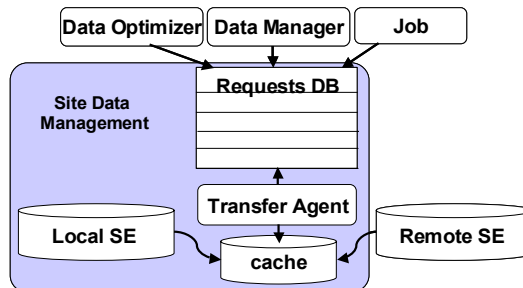 Data Optimizer
Data Manager
Job
Requests DB
Site Data
Management
Transfer Agent
Local SE
Remote SE
cache